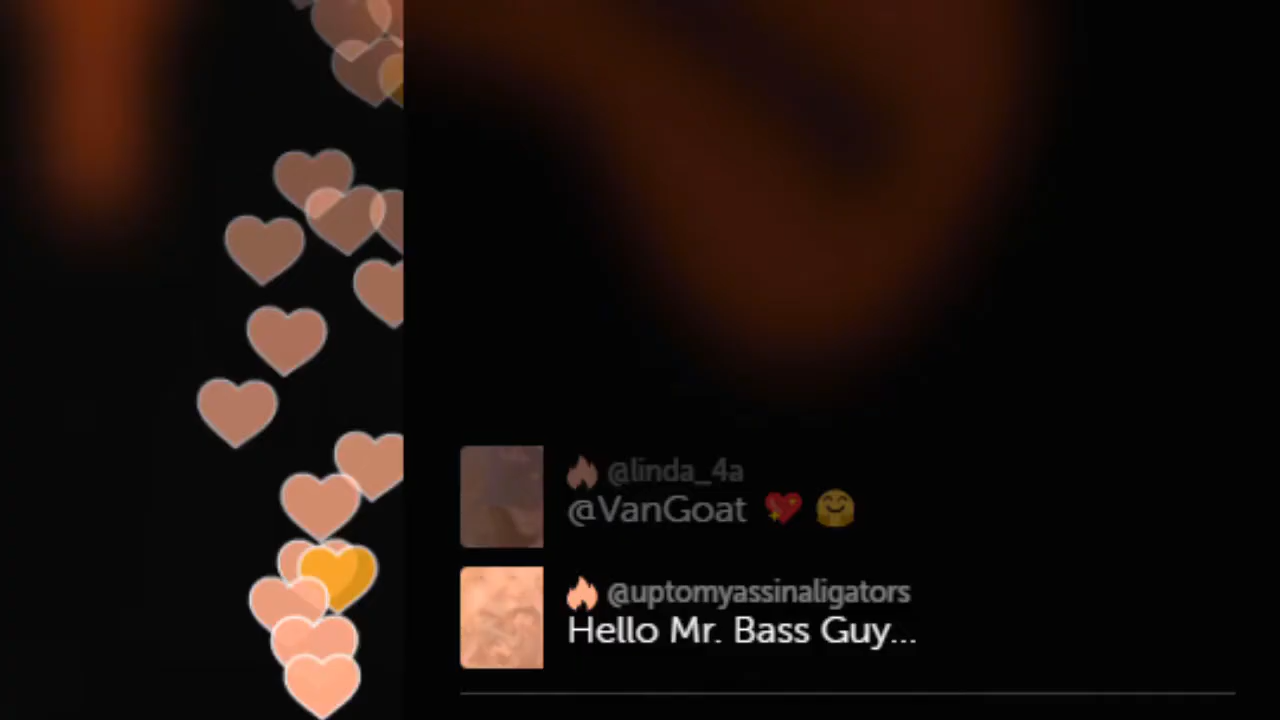 @linda_4a
@VanGoat 💖 🤗
@uptomyassinaligators
Hello Mr. Bass Guy...